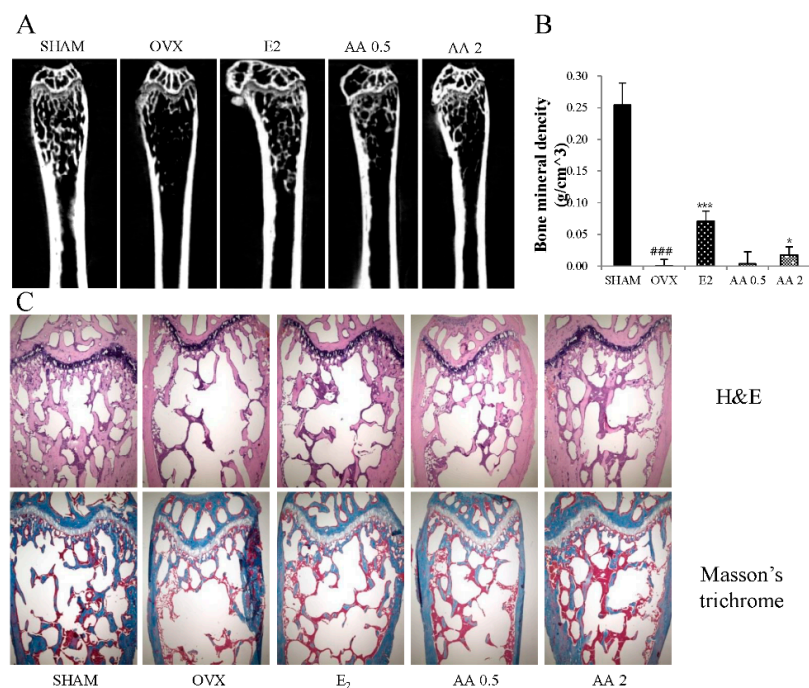 A
SHAM OVX E2 AA 0.5 AA 2
B
Bone mineral dencity
(g/cm^3)
0.30
0.25
0.20
0.15
0.10
0.05
0.00
###
***
*
SHAM OVX E2 AA 0.5 AA 2
C
H&E
Masson's
trichrome
SHAM OVX E₂ AA 0.5 AA 2